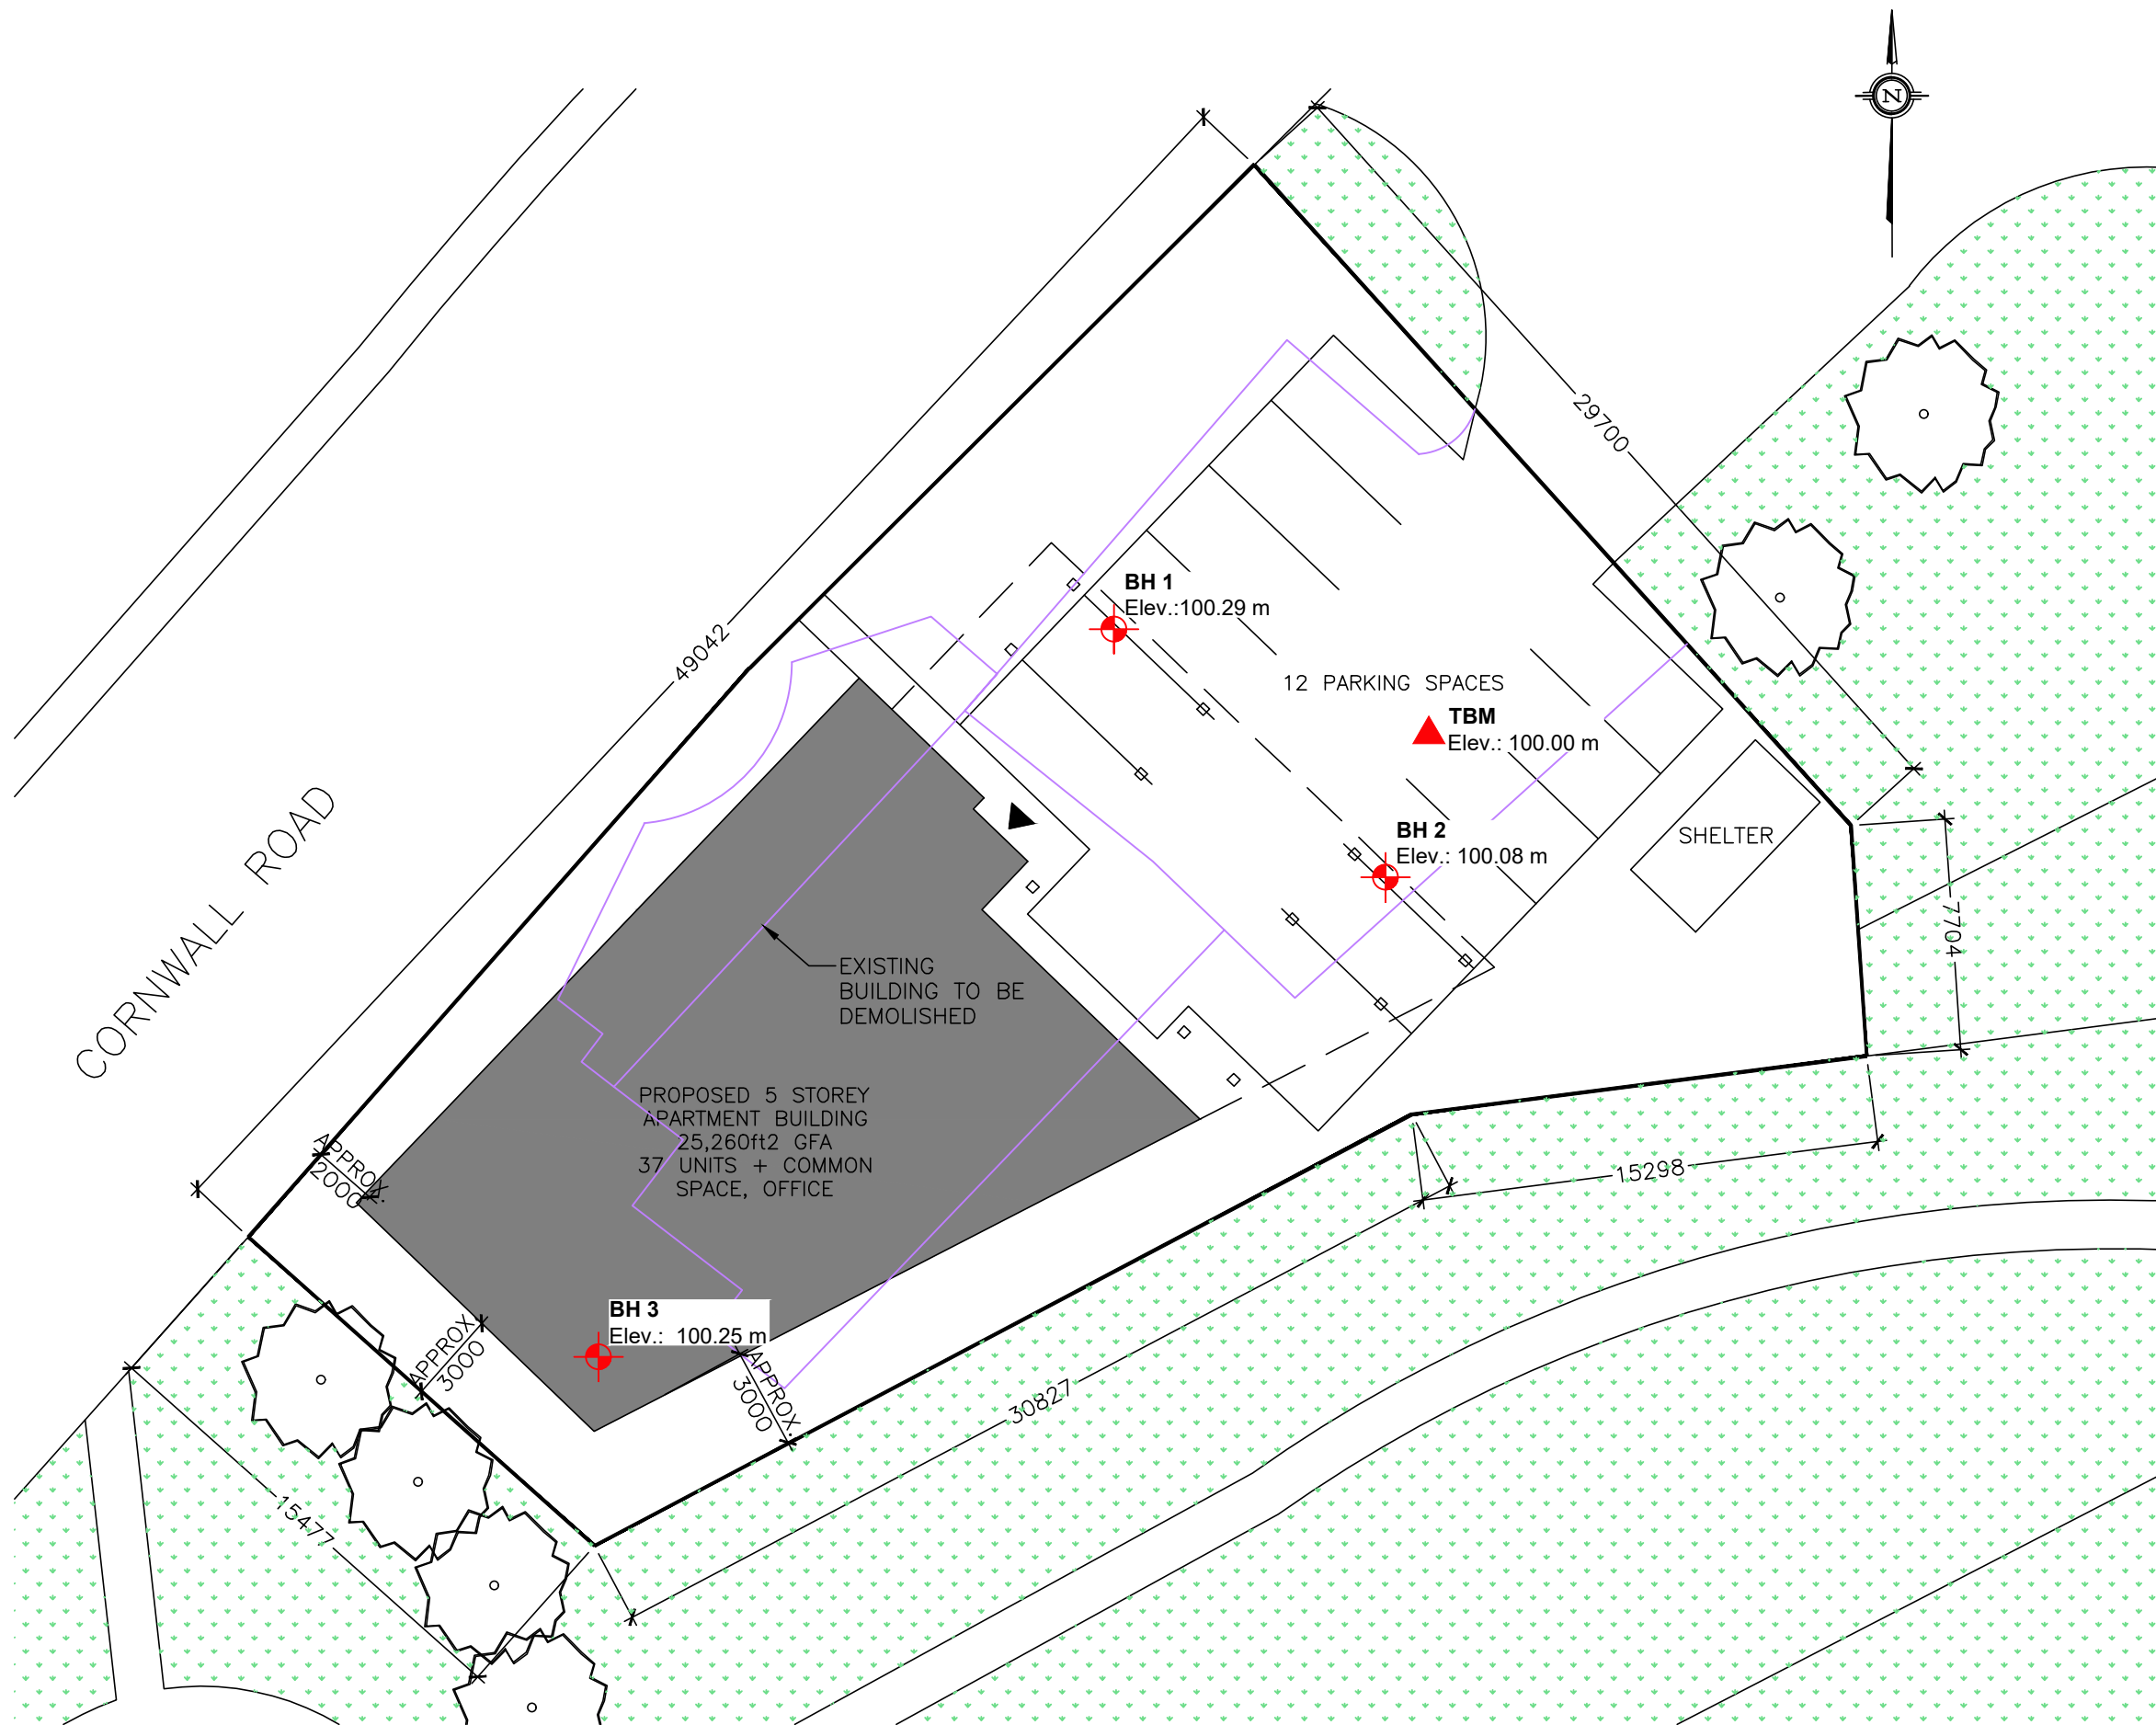 N
29700
BH 1
Elev.:100.29 m
49042
12 PARKING SPACES
TBM
Elev.: 100.00 m
CORNWALL ROAD
BH 2
Elev.: 100.08 m
SHELTER
7704
EXISTING
BUILDING TO BE
DEMOLISHED
PROPOSED 5 STOREY
APARTMENT BUILDING
25,260ft2 GFA
37 UNITS + COMMON
SPACE, OFFICE
APPROX.
2000
15298
BH 3
Elev.: 100.25 m
APPROX.
3000
APPROX.
3000
30827
15477